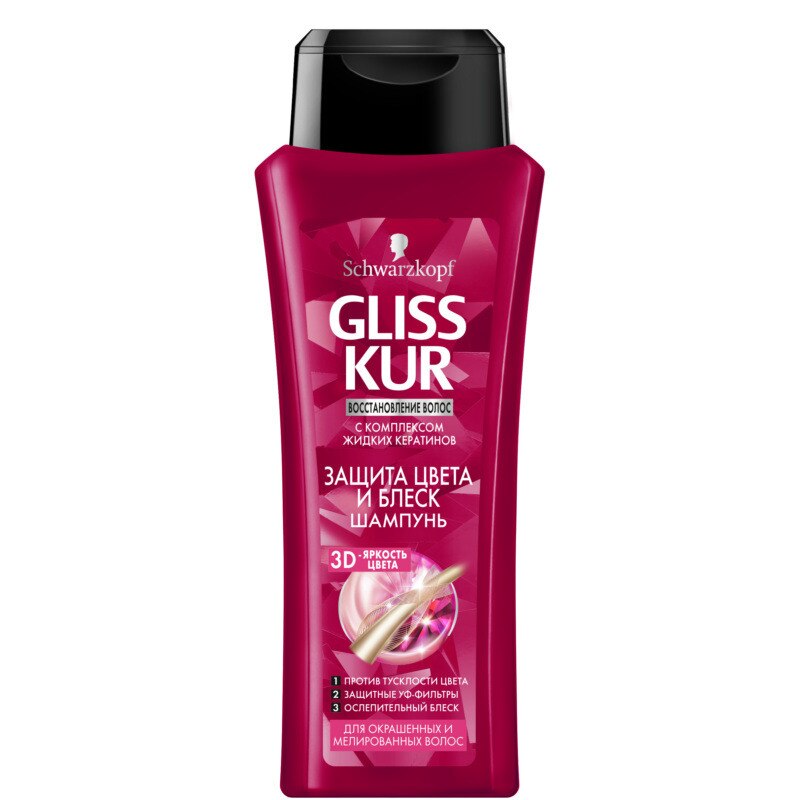 Schwarzkopf
GLISS
KUR
ВОССТАНОВЛЕНИЕ ВОЛОС
С КОМПЛЕКСОМ
ЖИДКИХ КЕРАТИНОВ
ЗАЩИТА ЦВЕТА
И БЛЕСК
ШАМПУНЬ
3D-ЯРКОСТЬ
ЦВЕТА
1 ПРОТИВ ТУСКЛОСТИ ЦВЕТА
2 ЗАЩИТНЫЕ УФ-ФИЛЬТРЫ
3 ОСЛЕПИТЕЛЬНЫЙ БЛЕСК
ДЛЯ ОКРАШЕННЫХ И
МЕЛИРОВАННЫХ ВОЛОС